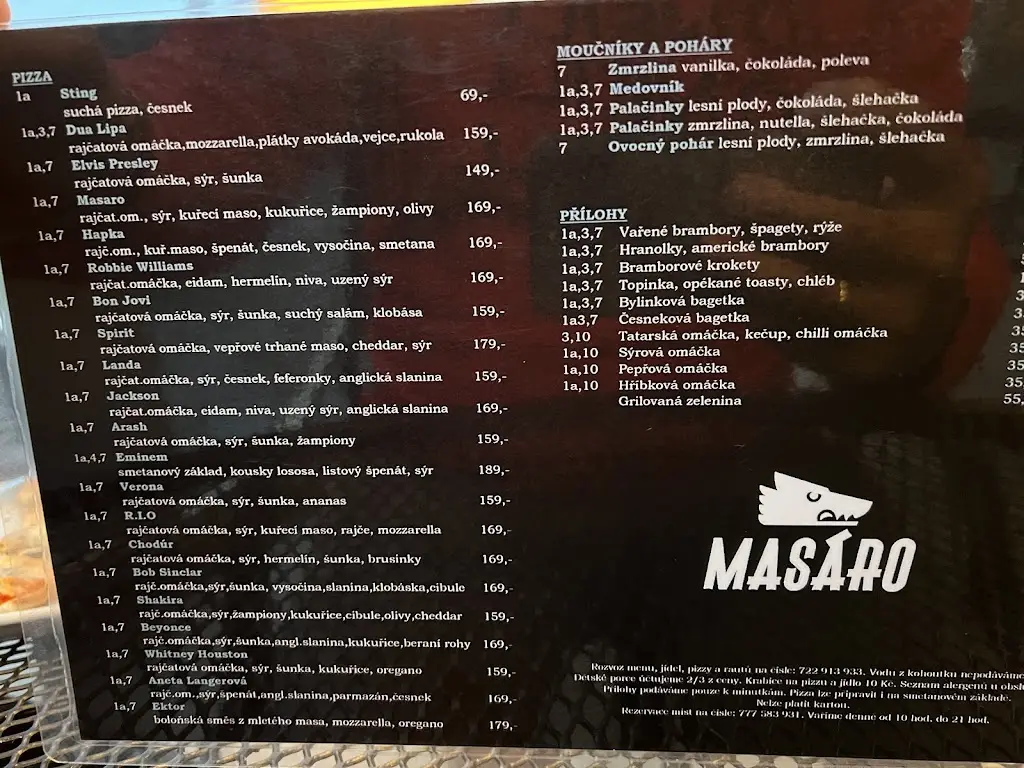 PIZZA
1a Sting
suchá pizza, česnek 69,-
1a,3,7 Dua Lipa
rajčatová omáčka,mozzarella,plátky avokáda,vejce,rukola 159,-
1a,7 Elvis Presley
rajčatová omáčka, sýr, šunka 149,-
1a,7 Masaro
rajčat.om., sýr, kuřecí maso, kukuřice, žampiony, olivy 169,-
1a,7 Hapka
rajč.om., kuř.maso, špenát, česnek, vysočina, smetana 169,-
1a,7 Robbie Williams
rajčat.omáčka, eidam, hermelín, niva, uzený sýr 169,-
1a,7 Bon Jovi
rajčatová omáčka, sýr, šunka, suchý salám, klobása 159,-
1a,7 Spirit
rajčatová omáčka, vepřové trhané maso, cheddar, sýr 179,-
1a,7 Landa
rajčat.omáčka, sýr, česnek, feferonky, anglická slanina 159,-
1a,7 Jackson
rajčat.omáčka, eidam, niva, uzený sýr, anglická slanina 169,-
1a,7 Arash
rajčatová omáčka, sýr, šunka, žampiony 159,-
1a,4,7 Eminem
smetanový základ, kousky lososa, listový špenát, sýr 189,-
1a,7 Verona
rajčatová omáčka, sýr, šunka, ananas 159,-
1a,7 R.I.O
rajčatová omáčka, sýr, kuřecí maso, rajče, mozzarella 169,-
1a,7 Chodúr
rajčatová omáčka, sýr, hermelín, šunka, brusinky 169,-
1a,7 Bob Sinclar
rajč.omáčka,sýr,šunka, vysočina,slanina,klobáska,cibule 169,-
1a,7 Shakira
rajč.omáčka,sýr,žampiony,kukuřice,cibule,olivy,cheddar 159,-
1a,7 Beyonce
rajč.omáčka,sýr,šunka,angl.slanina,kukuřice,beraní rohy 169,-
1a,7 Whitney Houston
rajčatová omáčka, sýr, šunka, kukuřice, oregano 159,-
1a,7 Aneta Langerová
rajč.om.,sýr,špenát,angl.slanina,parmazán,česnek 169,-
1a,7 Ektor
boloňská směs z mletého masa, mozzarella, oregano 179,-
MOUČNÍKY A POHÁRY
7 Zmrzlina vanilka, čokoláda, poleva
1a,3,7 Medovník
1a,3,7 Palačinky lesní plody, čokoláda, šlehačka
1a,3,7 Palačinky zmrzlina, nutella, šlehačka, čokoláda
7 Ovocný pohár lesní plody, zmrzlina, šlehačka
PŘÍLOHY
1a,3,7 Vařené brambory, špagety, rýže
1a,3,7 Hranolky, americké brambory
1a,3,7 Bramborové krokety
1a,3,7 Topinka, opékané toasty, chléb
1a,3,7 Bylinková bagetka
1a3,7 Česneková bagetka
3,10 Tatarská omáčka, kečup, chilli omáčka
1a,10 Sýrová omáčka
1a,10 Pepřová omáčka
1a,10 Hříbková omáčka
Grilovaná zelenina 55,
MASÁRO
Rozvoz menu, jídel, pizzy a rautů na čísle: 722 913 933. Vodu z kohoutku nepodáváme
Dětské porce účtujeme 2/3 z ceny. Krabice na pizzu a jídlo 10 Kč. Seznam alergenů u obslu
Přílohy podáváme pouze k minutkám. Pizza lze připravit i na smetanovém základě.
Nelze platit kartou.
Rezervace míst na čísle: 777 583 931. Vaříme denně od 10 hod. do 21 hod.